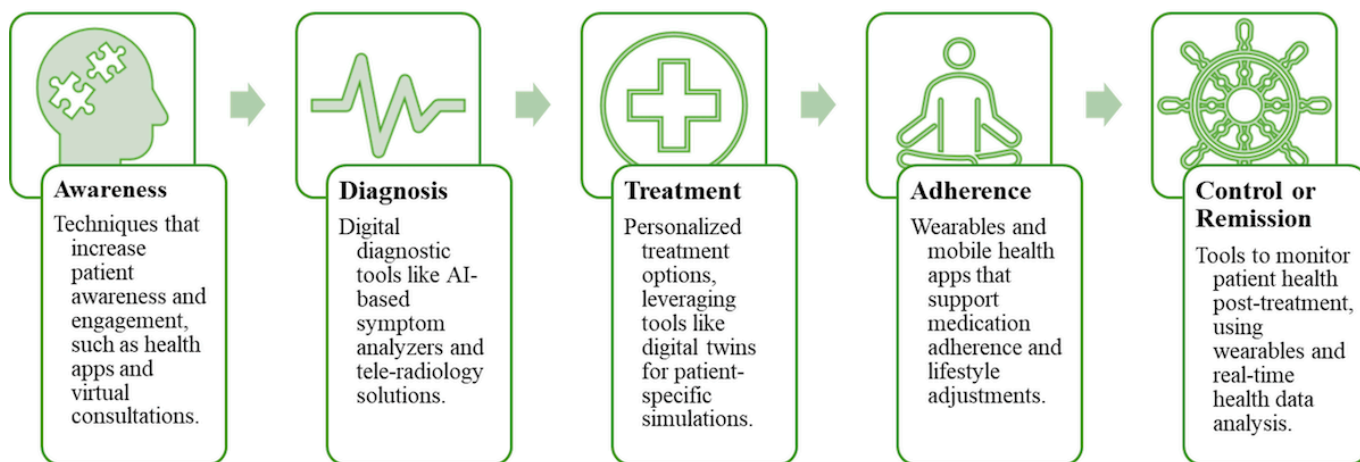 Awareness
Techniques that
increase
patient
awareness and
engagement,
such as health
apps and
virtual
consultations.
Diagnosis
Digital
diagnostic
tools like AI-
based
symptom
analyzers and
tele-radiology
solutions.
Treatment
Personalized
treatment
options,
leveraging
tools like
digital twins
for patient-
specific
simulations.
Adherence
Wearables and
mobile health
apps that
support
medication
adherence and
lifestyle
adjustments.
Control or
Remission
Tools to monitor
patient health
post-treatment,
using
wearables and
real-time
health data
analysis.